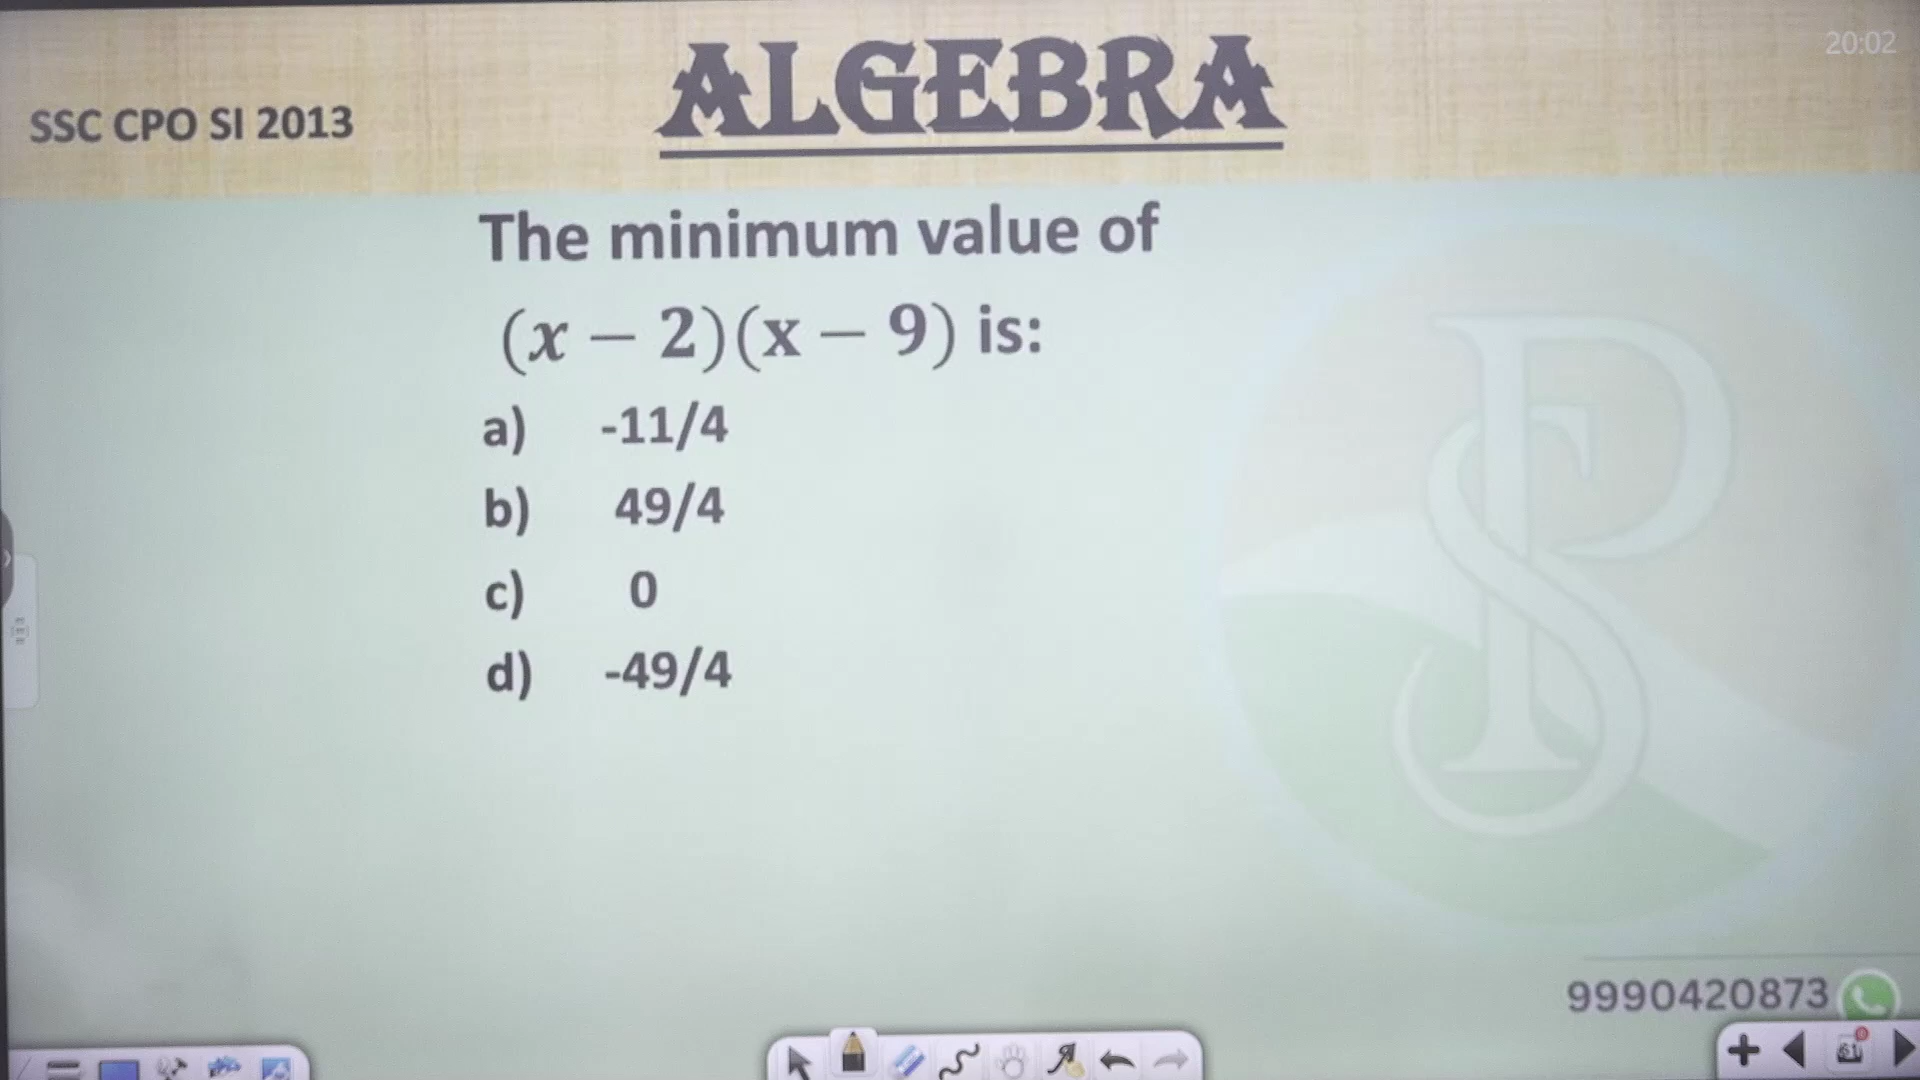 20:02
ALGEBRA
SSC CPO SI 2013
The minimum value of
(x − 2)(x − 9) is:
a) -11/4
b) 49/4
c) 0
d) -49/4
9990420873
61